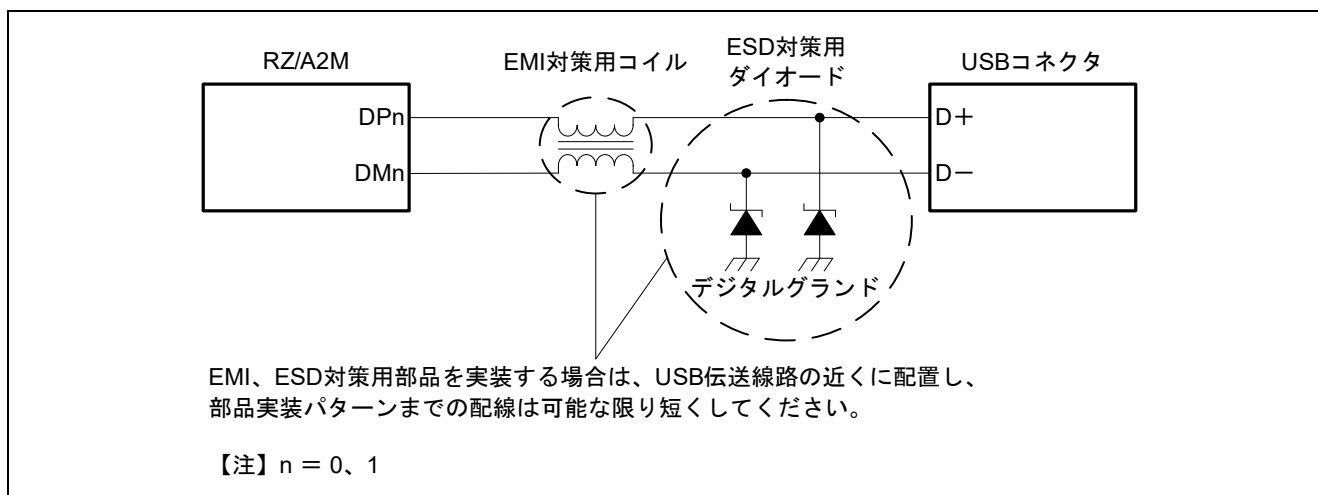 RZ/A2M
EMI対策用コイル
ESD対策用
ダイオード
USBコネクタ
DPn
DMn
D+
D−
デジタルグランド
EMI、ESD対策用部品を実装する場合は、USB伝送線路の近くに配置し、
部品実装パターンまでの配線は可能な限り短くしてください。
【注】n = 0、1